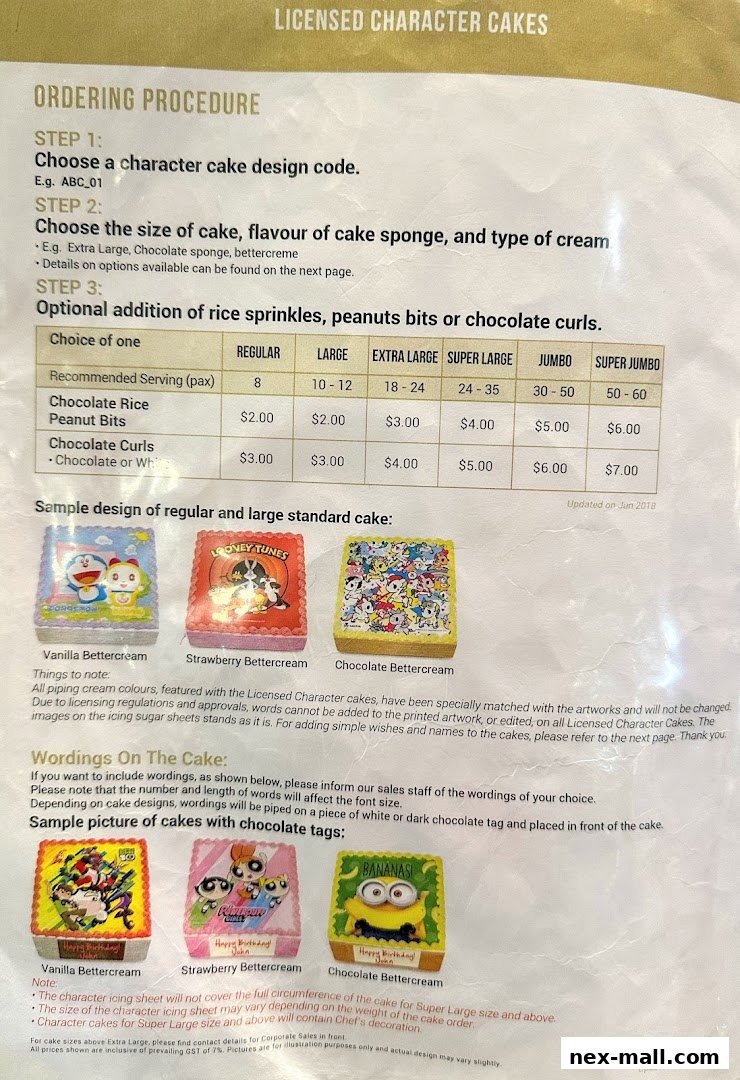 LICENSED CHARACTER CAKES
ORDERING PROCEDURE
STEP 1:
Choose a character cake design code.
E.g. ABC_01
STEP 2:
Choose the size of cake, flavour of cake sponge, and type of cream
• E.g. Extra Large, Chocolate sponge, bettercreme
• Details on options available can be found on the next page.
STEP 3:
Optional addition of rice sprinkles, peanuts bits or chocolate curls.
Choice of one REGULAR LARGE EXTRA LARGE SUPER LARGE JUMBO SUPER JUMBO
Recommended Serving (pax) 8 10 - 12 18 - 24 24 - 35 30 - 50 50 - 60
Chocolate Rice
Peanut Bits $2.00 $2.00 $3.00 $4.00 $5.00 $6.00
Chocolate Curls
• Chocolate or Wh $3.00 $3.00 $4.00 $5.00 $6.00 $7.00
Updated on Jun 2018
Sample design of regular and large standard cake:
DORAEMON
LOONEY TUNES
Vanilla Bettercream Strawberry Bettercream Chocolate Bettercream
Things to note:
All piping cream colours, featured with the Licensed Character cakes, have been specially matched with the artworks and will not be changed.
Due to licensing regulations and approvals, words cannot be added to the printed artwork, or edited, on all Licensed Character Cakes. The
images on the icing sugar sheets stands as it is. For adding simple wishes and names to the cakes, please refer to the next page. Thank you.
Wordings On The Cake:
If you want to include wordings, as shown below, please inform our sales staff of the wordings of your choice.
Please note that the number and length of words will affect the font size.
Depending on cake designs, wordings will be piped on a piece of white or dark chocolate tag and placed in front of the cake.
Sample picture of cakes with chocolate tags:
POWERPUFF GIRLS
BANANAS!
Happy Birthday! John
Happy Birthday! John
Happy Birthday! John
Vanilla Bettercream Strawberry Bettercream Chocolate Bettercream
Note:
• The character icing sheet will not cover the full circumference of the cake for Super Large size and above.
• The size of the character icing sheet may vary depending on the weight of the cake order.
• Character cakes for Super Large size and above will contain Chef's decoration.
For cake sizes above Extra Large, please find contact details for Corporate Sales in front.
All prices shown are inclusive of prevailing GST of 7%. Pictures are for illustration purposes only and actual design may vary slightly.
nex-mall.com